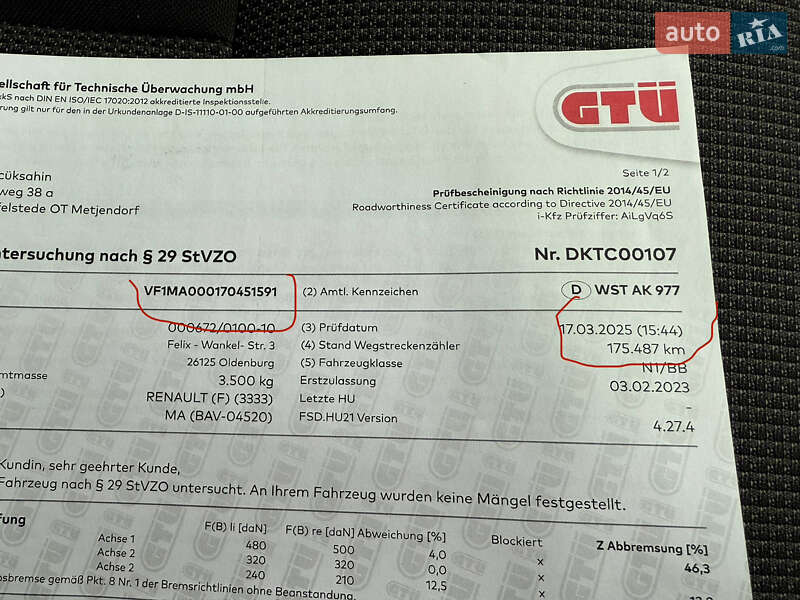 auto RIA .com
ellschaft für Technische Überwachung mbH
kkS nach DIN EN ISO/IEC 17020:2012 akkreditierte Inspektionsstelle.
rung gilt nur für den in der Urkundenanlage D-IS-11110-01-00 aufgeführten Akkreditierungsumfang.
GTÜ
Seite 1/2
cüksahin
weg 38 a
felstede OT Metjendorf
Prüfbescheinigung nach Richtlinie 2014/45/EU
Roadworthiness Certificate according to Directive 2014/45/EU
i-Kfz Prüfziffer: AiLgVq6S
ntersuchung nach § 29 StVZO
Nr. DKTC00107
VF1MA000170451591 (2) Amtl. Kennzeichen D WST AK 977
000672/0100-10 (3) Prüfdatum 17.03.2025 (15:44)
Felix - Wankel- Str. 3 (4) Stand Wegstreckenzähler 175.487 km
26125 Oldenburg (5) Fahrzeugklasse N1/BB
mtmasse 3.500 kg Erstzulassung 03.02.2023
) RENAULT (F) (3333) Letzte HU -
MA (BAV-04520) FSD.HU21 Version 4.27.4
Kundin, sehr geehrter Kunde,
Fahrzeug nach § 29 StVZO untersucht. An Ihrem Fahrzeug wurden keine Mängel festgestellt.
fung F(B) li [daN] F(B) re [daN] Abweichung [%] Blockiert Z Abbremsung [%]
Achse 1 480 500 4,0 x 46,3
Achse 2 320 320 0,0 x
Achse 2 240 210 12,5 x
osbremse gemäß Pkt. 8 Nr. 1 der Bremsrichtlinien ohne Beanstandung.